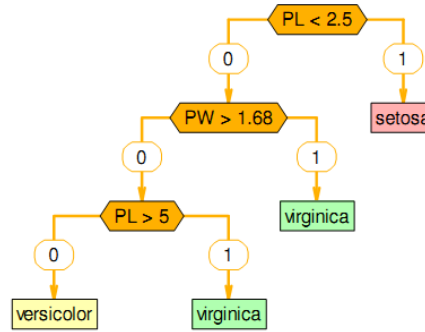 PL < 2.5
0
1
PW > 1.68
setosa
0
1
PL > 5
virginica
0
1
versicolor
virginica